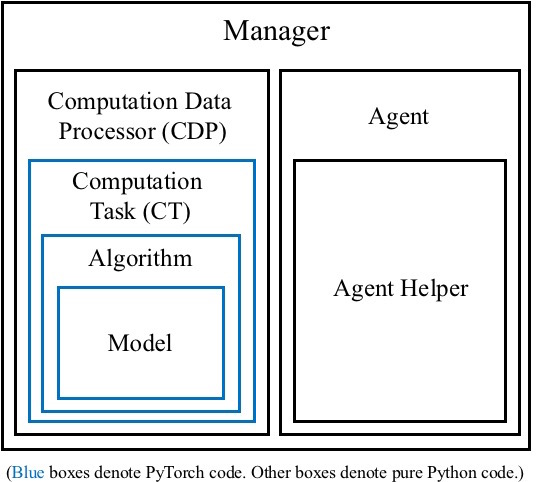 Manager
Computation Data
Processor (CDP)
Computation
Task (CT)
Algorithm
Model
Agent
Agent Helper
(Blue boxes denote PyTorch code. Other boxes denote pure Python code.)